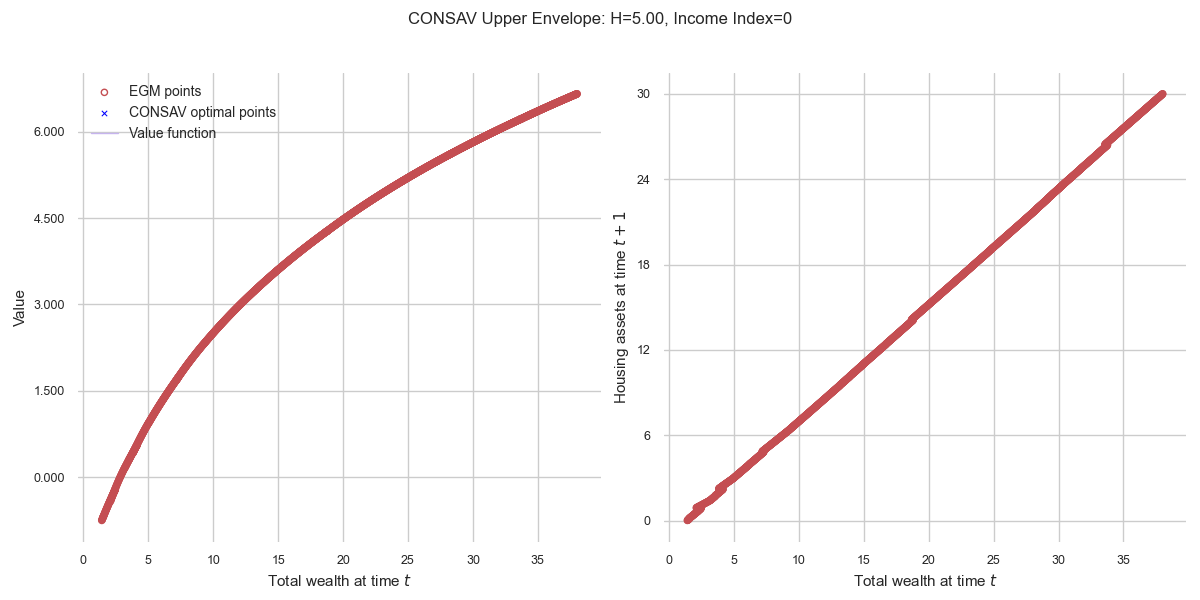 CONSAV Upper Envelope: H=5.00, Income Index=0
EGM points
CONSAV optimal points
Value function
6.000
4.500
3.000
1.500
0.000
Value
0 5 10 15 20 25 30 35
Total wealth at time t
30
24
18
12
6
0
Housing assets at time t + 1
0 5 10 15 20 25 30 35
Total wealth at time t